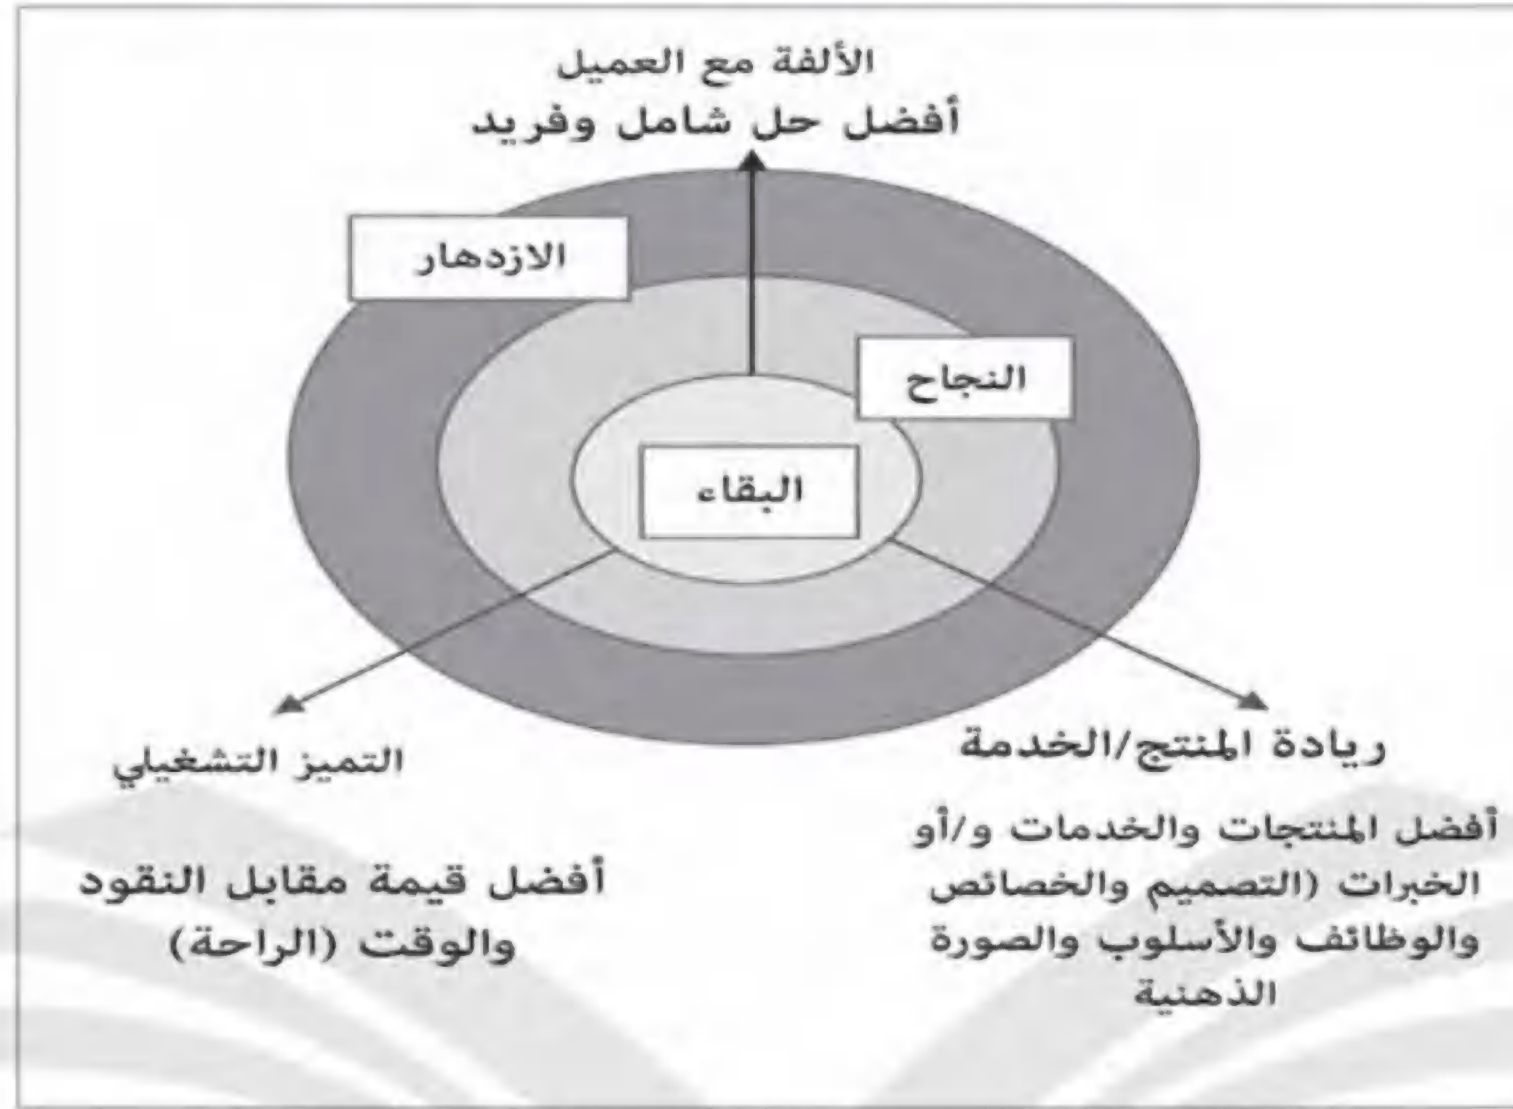 الألفة مع العميل
أفضل حل شامل وفريد
الازدهار
النجاح
البقاء
ريادة المنتج/الخدمة
أفضل المنتجات والخدمات و/أو
الخبرات (التصميم والخصائص
والوظائف والأسلوب والصورة
الذهنية
التميز التشغيلي
أفضل قيمة مقابل النقود
والوقت (الراحة)